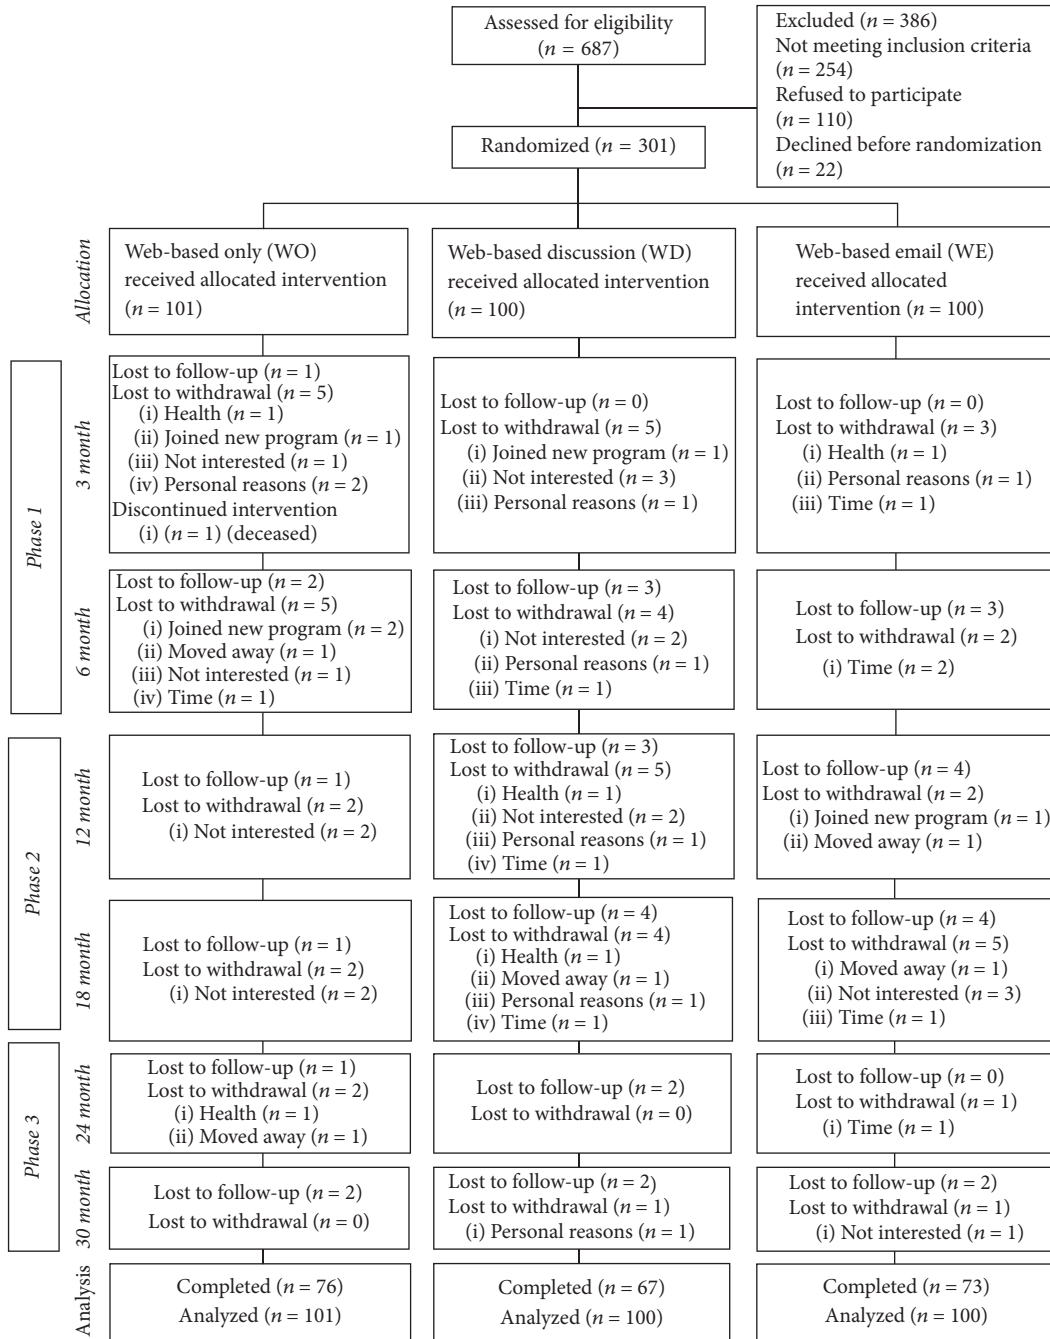 Assessed for eligibility
(n = 687)
Excluded (n = 386)
Not meeting inclusion criteria
(n = 254)
Refused to participate
(n = 110)
Declined before randomization
(n = 22)
Randomized (n = 301)
Allocation
Web-based only (WO)
received allocated intervention
(n = 101)
Web-based discussion (WD)
received allocated intervention
(n = 100)
Web-based email (WE)
received allocated
intervention (n = 100)
Phase 1
3 month
Lost to follow-up (n = 1)
Lost to withdrawal (n = 5)
(i) Health (n = 1)
(ii) Joined new program (n = 1)
(iii) Not interested (n = 1)
(iv) Personal reasons (n = 2)
Discontinued intervention
(i) (n = 1) (deceased)
Lost to follow-up (n = 0)
Lost to withdrawal (n = 5)
(i) Joined new program (n = 1)
(ii) Not interested (n = 3)
(iii) Personal reasons (n = 1)
Lost to follow-up (n = 0)
Lost to withdrawal (n = 3)
(i) Health (n = 1)
(ii) Personal reasons (n = 1)
(iii) Time (n = 1)
6 month
Lost to follow-up (n = 2)
Lost to withdrawal (n = 5)
(i) Joined new program (n = 2)
(ii) Moved away (n = 1)
(iii) Not interested (n = 1)
(iv) Time (n = 1)
Lost to follow-up (n = 3)
Lost to withdrawal (n = 4)
(i) Not interested (n = 2)
(ii) Personal reasons (n = 1)
(iii) Time (n = 1)
Lost to follow-up (n = 3)
Lost to withdrawal (n = 2)
(i) Time (n = 2)
Phase 2
12 month
Lost to follow-up (n = 1)
Lost to withdrawal (n = 2)
(i) Not interested (n = 2)
Lost to follow-up (n = 3)
Lost to withdrawal (n = 5)
(i) Health (n = 1)
(ii) Not interested (n = 2)
(iii) Personal reasons (n = 1)
(iv) Time (n = 1)
Lost to follow-up (n = 4)
Lost to withdrawal (n = 2)
(i) Joined new program (n = 1)
(ii) Moved away (n = 1)
18 month
Lost to follow-up (n = 1)
Lost to withdrawal (n = 2)
(i) Not interested (n = 2)
Lost to follow-up (n = 4)
Lost to withdrawal (n = 4)
(i) Health (n = 1)
(ii) Moved away (n = 1)
(iii) Personal reasons (n = 1)
(iv) Time (n = 1)
Lost to follow-up (n = 4)
Lost to withdrawal (n = 5)
(i) Moved away (n = 1)
(ii) Not interested (n = 3)
(iii) Time (n = 1)
Phase 3
24 month
Lost to follow-up (n = 1)
Lost to withdrawal (n = 2)
(i) Health (n = 1)
(ii) Moved away (n = 1)
Lost to follow-up (n = 2)
Lost to withdrawal (n = 0)
Lost to follow-up (n = 0)
Lost to withdrawal (n = 1)
(i) Time (n = 1)
30 month
Lost to follow-up (n = 2)
Lost to withdrawal (n = 0)
Lost to follow-up (n = 2)
Lost to withdrawal (n = 1)
(i) Personal reasons (n = 1)
Lost to follow-up (n = 2)
Lost to withdrawal (n = 1)
(i) Not interested (n = 1)
Analysis
Completed (n = 76)
Analyzed (n = 101)
Completed (n = 67)
Analyzed (n = 100)
Completed (n = 73)
Analyzed (n = 100)